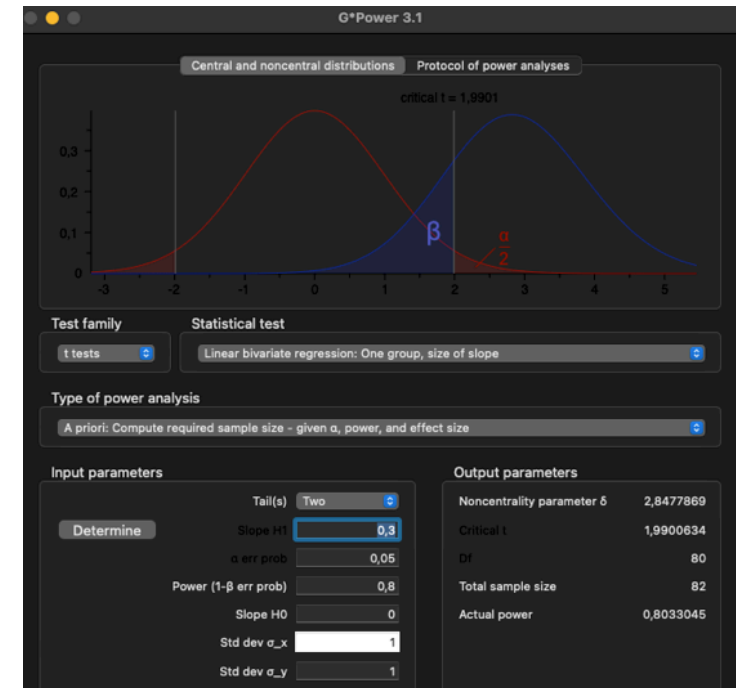 G*Power 3.1
Central and noncentral distributions Protocol of power analyses
critical t = 1,9901
0,3
0,2
0,1
0
β
α
2
-3 -2 -1 0 1 2 3 4 5
Test family Statistical test
t tests Linear bivariate regression: One group, size of slope
Type of power analysis
A priori: Compute required sample size - given α, power, and effect size
Input parameters Output parameters
Tail(s) Two Noncentrality parameter δ 2,8477869
Determine Slope H1 0,3 Critical t 1,9900634
α err prob 0,05 Df 80
Power (1-β err prob) 0,8 Total sample size 82
Slope H0 0 Actual power 0,8033045
Std dev σ_x 1
Std dev σ_y 1